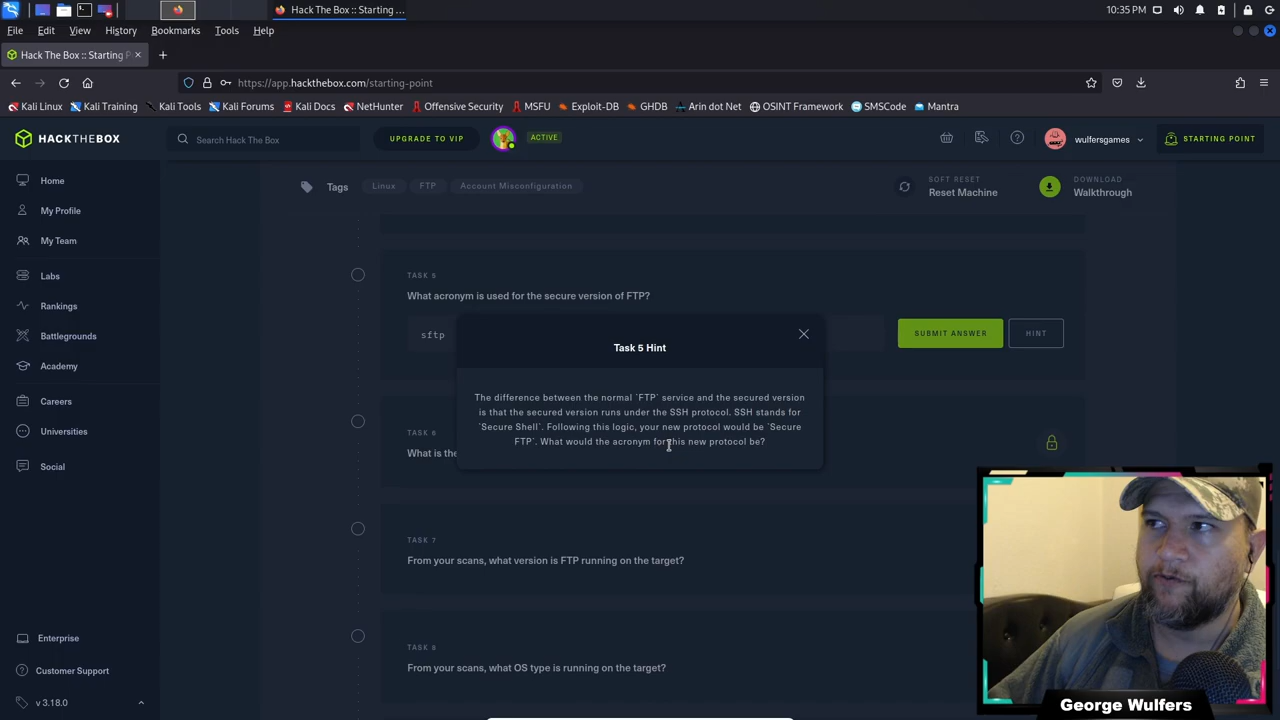 Hack The Box :: Starting ...
10:35 PM
File Edit View History Bookmarks Tools Help
Hack The Box :: Starting P
https://app.hackthebox.com/starting-point
Kali Linux Kali Training Kali Tools Kali Forums Kali Docs NetHunter Offensive Security MSFU Exploit-DB GHDB Arin dot Net OSINT Framework SMSCode Mantra
HACKTHEBOX
Search Hack The Box
UPGRADE TO VIP
ACTIVE
wulfersgames
STARTING POINT
Home
My Profile
My Team
Labs
Rankings
Battlegrounds
Academy
Careers
Universities
Social
Enterprise
Customer Support
v 3.18.0
Tags Linux FTP Account Misconfiguration
SOFT RESET
Reset Machine
DOWNLOAD
Walkthrough
TASK 5
What acronym is used for the secure version of FTP?
sftp
SUBMIT ANSWER
HINT
Task 5 Hint
The difference between the normal `FTP` service and the secured version
is that the secured version runs under the SSH protocol. SSH stands for
`Secure Shell`. Following this logic, your new protocol would be `Secure
FTP`. What would the acronym for this new protocol be?
TASK 6
What is the
TASK 7
From your scans, what version is FTP running on the target?
TASK 8
From your scans, what OS type is running on the target?
George Wulfers